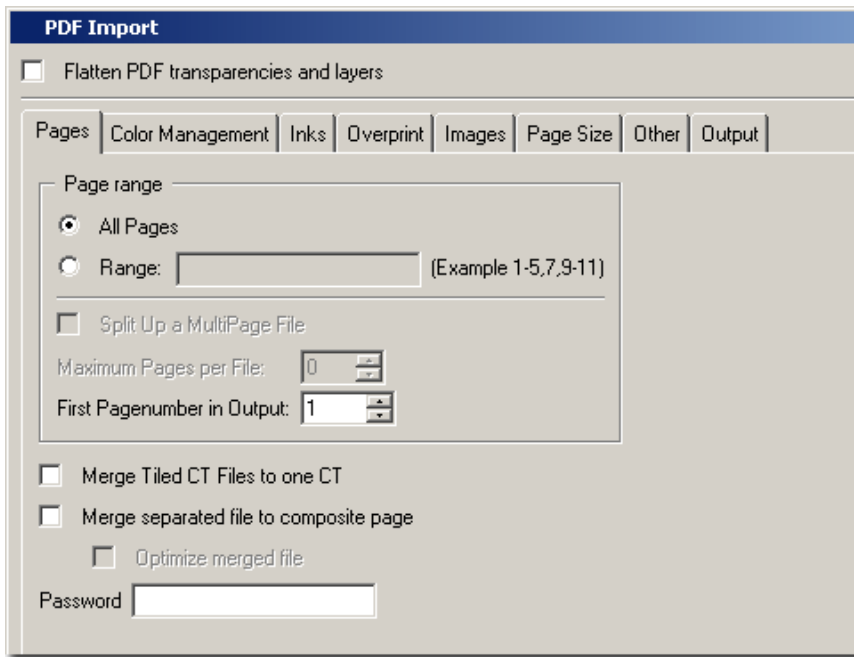 PDF Import
Flatten PDF transparencies and layers
Pages Color Management Inks Overprint Images Page Size Other Output
Page range
All Pages
Range: (Example 1-5,7,9-11)
Split Up a MultiPage File
Maximum Pages per File: 0
First Pagenumber in Output: 1
Merge Tiled CT Files to one CT
Merge separated file to composite page
Optimize merged file
Password